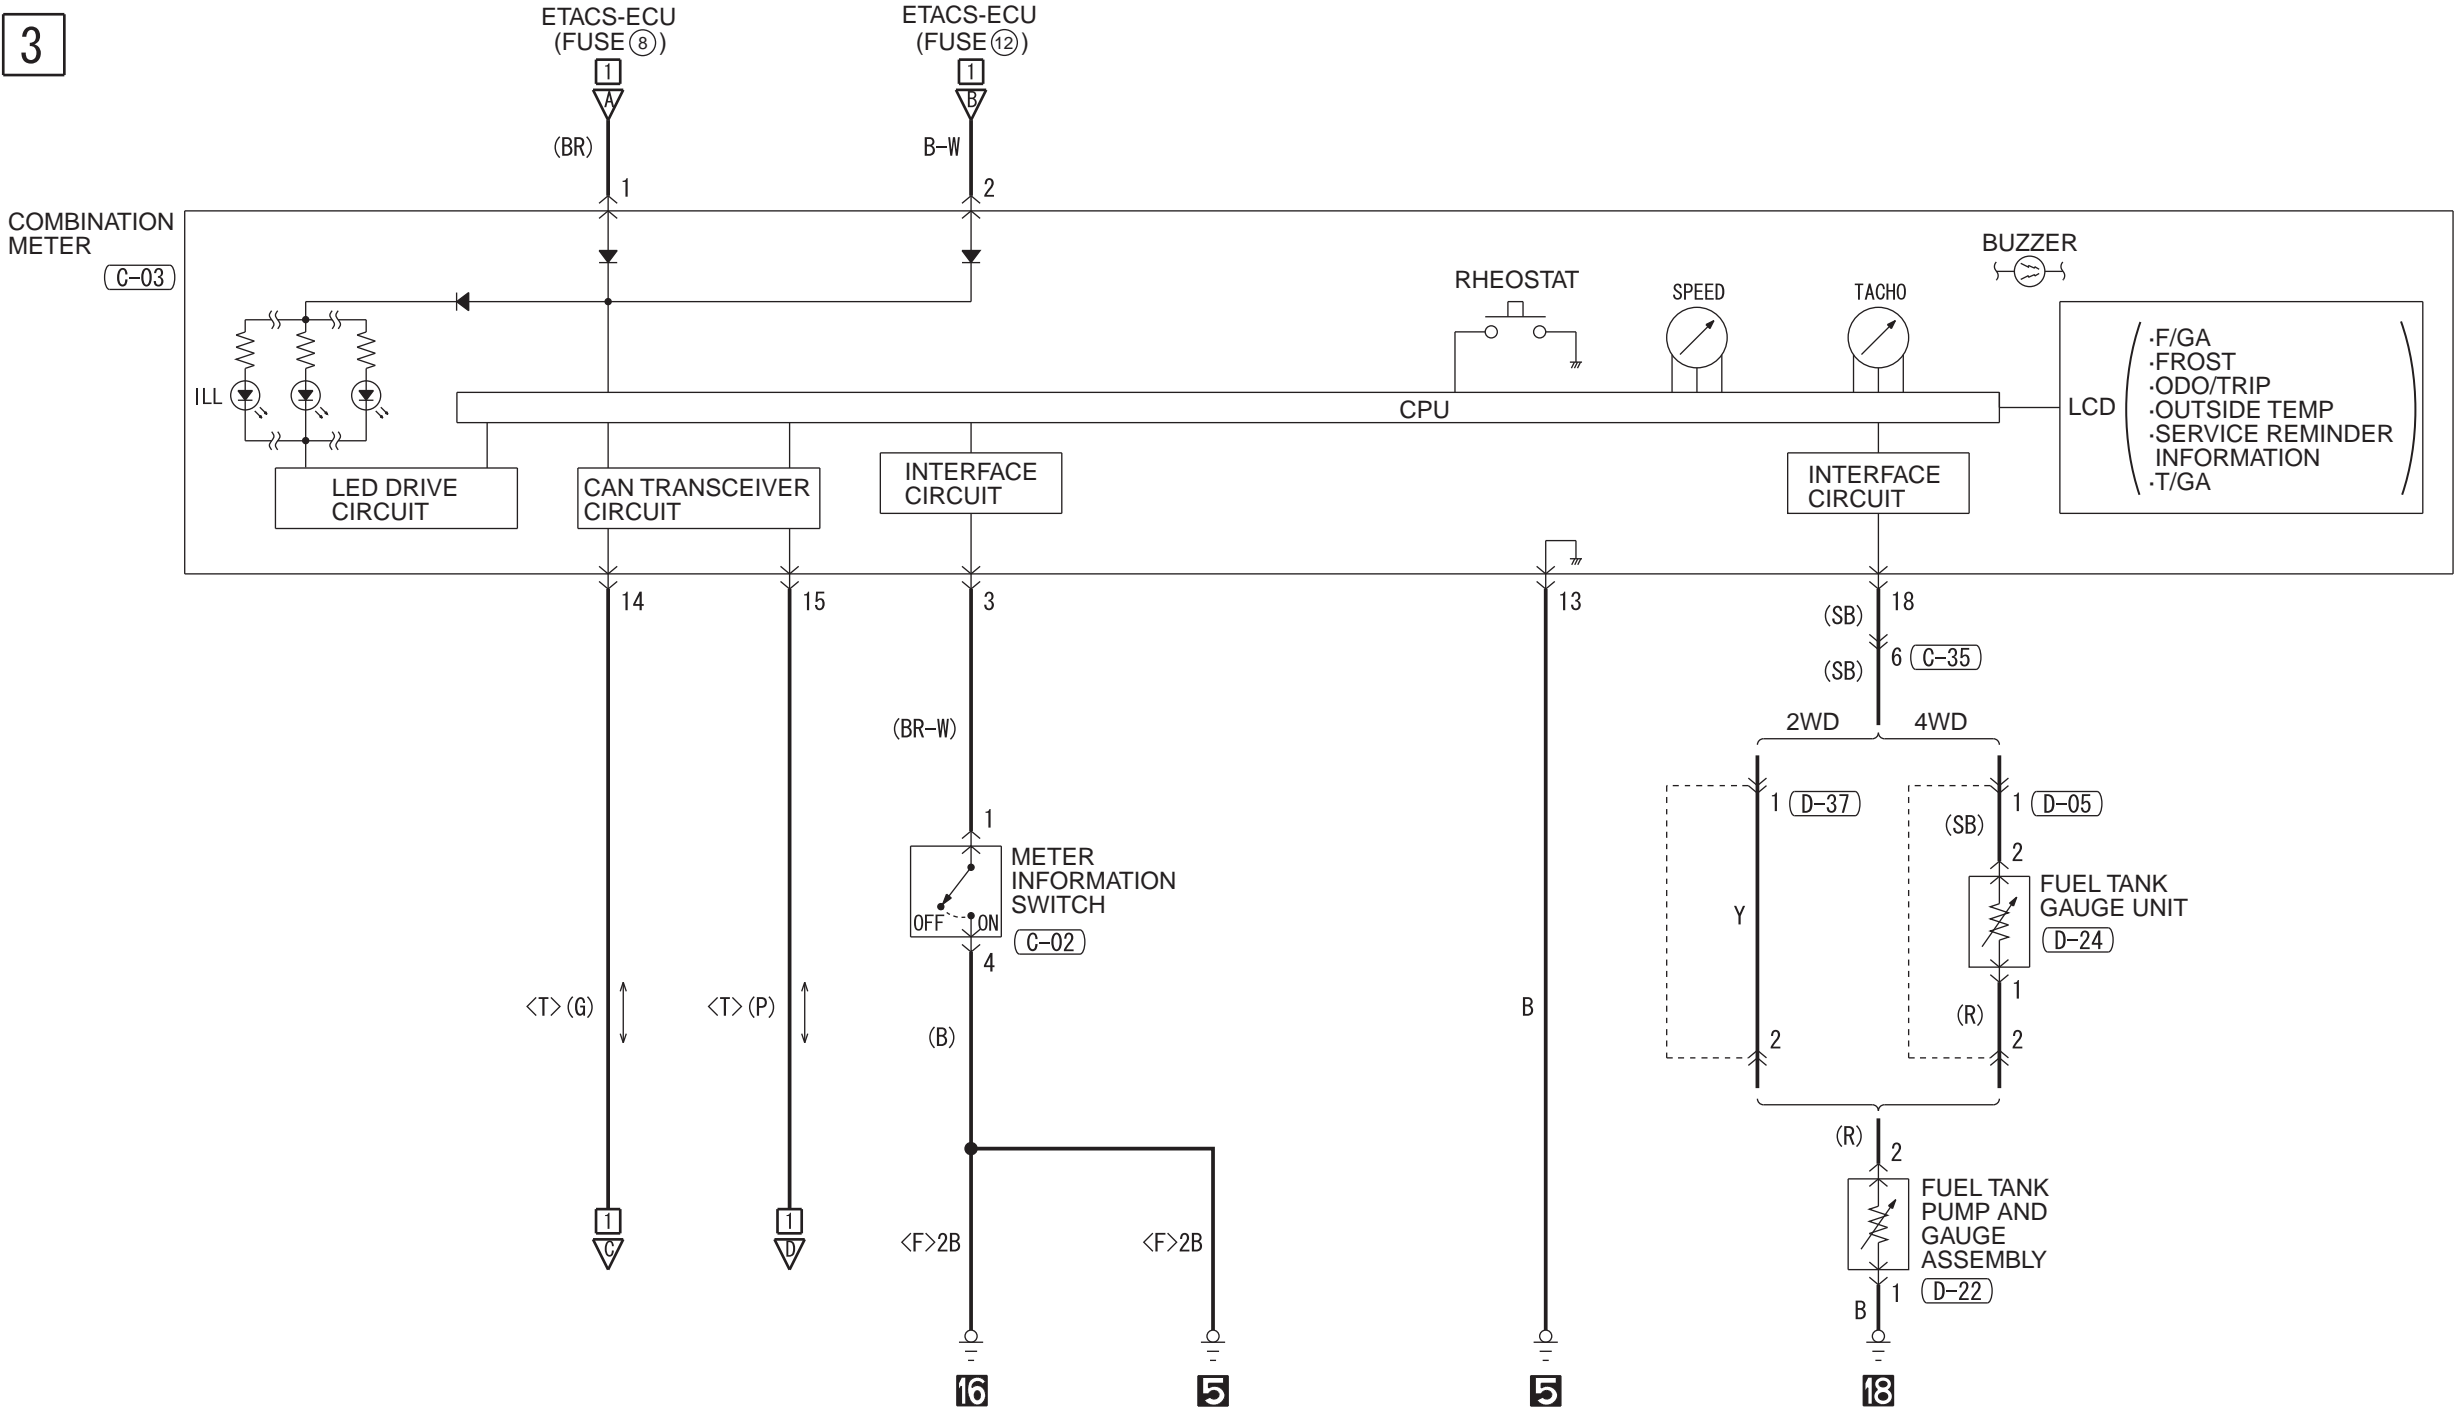 3
ETACS-ECU
(FUSE 8)
1
A
(BR)
1
ETACS-ECU
(FUSE 12)
1
B
B-W
2
COMBINATION
METER
C-03
BUZZER
RHEOSTAT
SPEED
TACHO
ILL
CPU
LCD
·F/GA
·FROST
·ODO/TRIP
·OUTSIDE TEMP
·SERVICE REMINDER
INFORMATION
·T/GA
LED DRIVE
CIRCUIT
CAN TRANSCEIVER
CIRCUIT
INTERFACE
CIRCUIT
INTERFACE
CIRCUIT
14
15
3
13
18
(SB)
6 C-35
(SB)
(BR-W)
2WD
4WD
1 D-37
1 D-05
(SB)
1
2
METER
INFORMATION
SWITCH
OFF
ON
C-02
4
FUEL TANK
GAUGE UNIT
D-24
Y
1
<T>(G)
<T>(P)
(B)
B
(R)
2
2
(R)
2
FUEL TANK
PUMP AND
GAUGE
ASSEMBLY
D-22
1
B
1
C
1
D
<F>2B
<F>2B
16
5
5
18